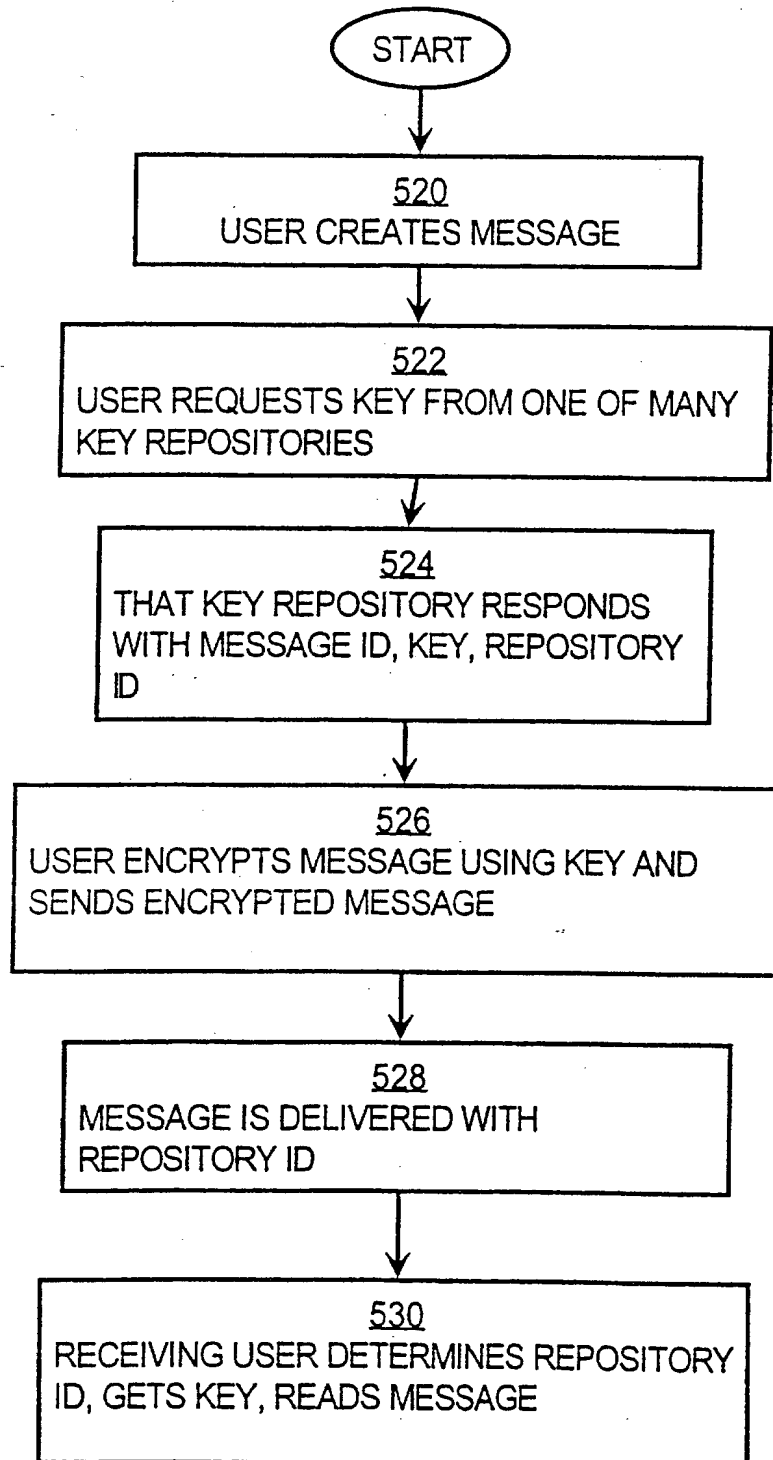 START
520
USER CREATES MESSAGE
522
USER REQUESTS KEY FROM ONE OF MANY
KEY REPOSITORIES
524
THAT KEY REPOSITORY RESPONDS
WITH MESSAGE ID, KEY, REPOSITORY
ID
526
USER ENCRYPTS MESSAGE USING KEY AND
SENDS ENCRYPTED MESSAGE
528
MESSAGE IS DELIVERED WITH
REPOSITORY ID
530
RECEIVING USER DETERMINES REPOSITORY
ID, GETS KEY, READS MESSAGE